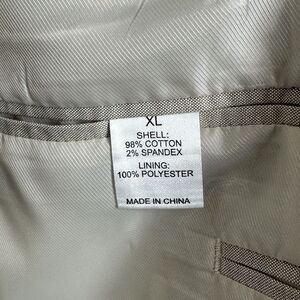 XL
SHELL:
98% COTTON
2% SPANDEX
LINING:
100% POLYESTER
MADE IN CHINA